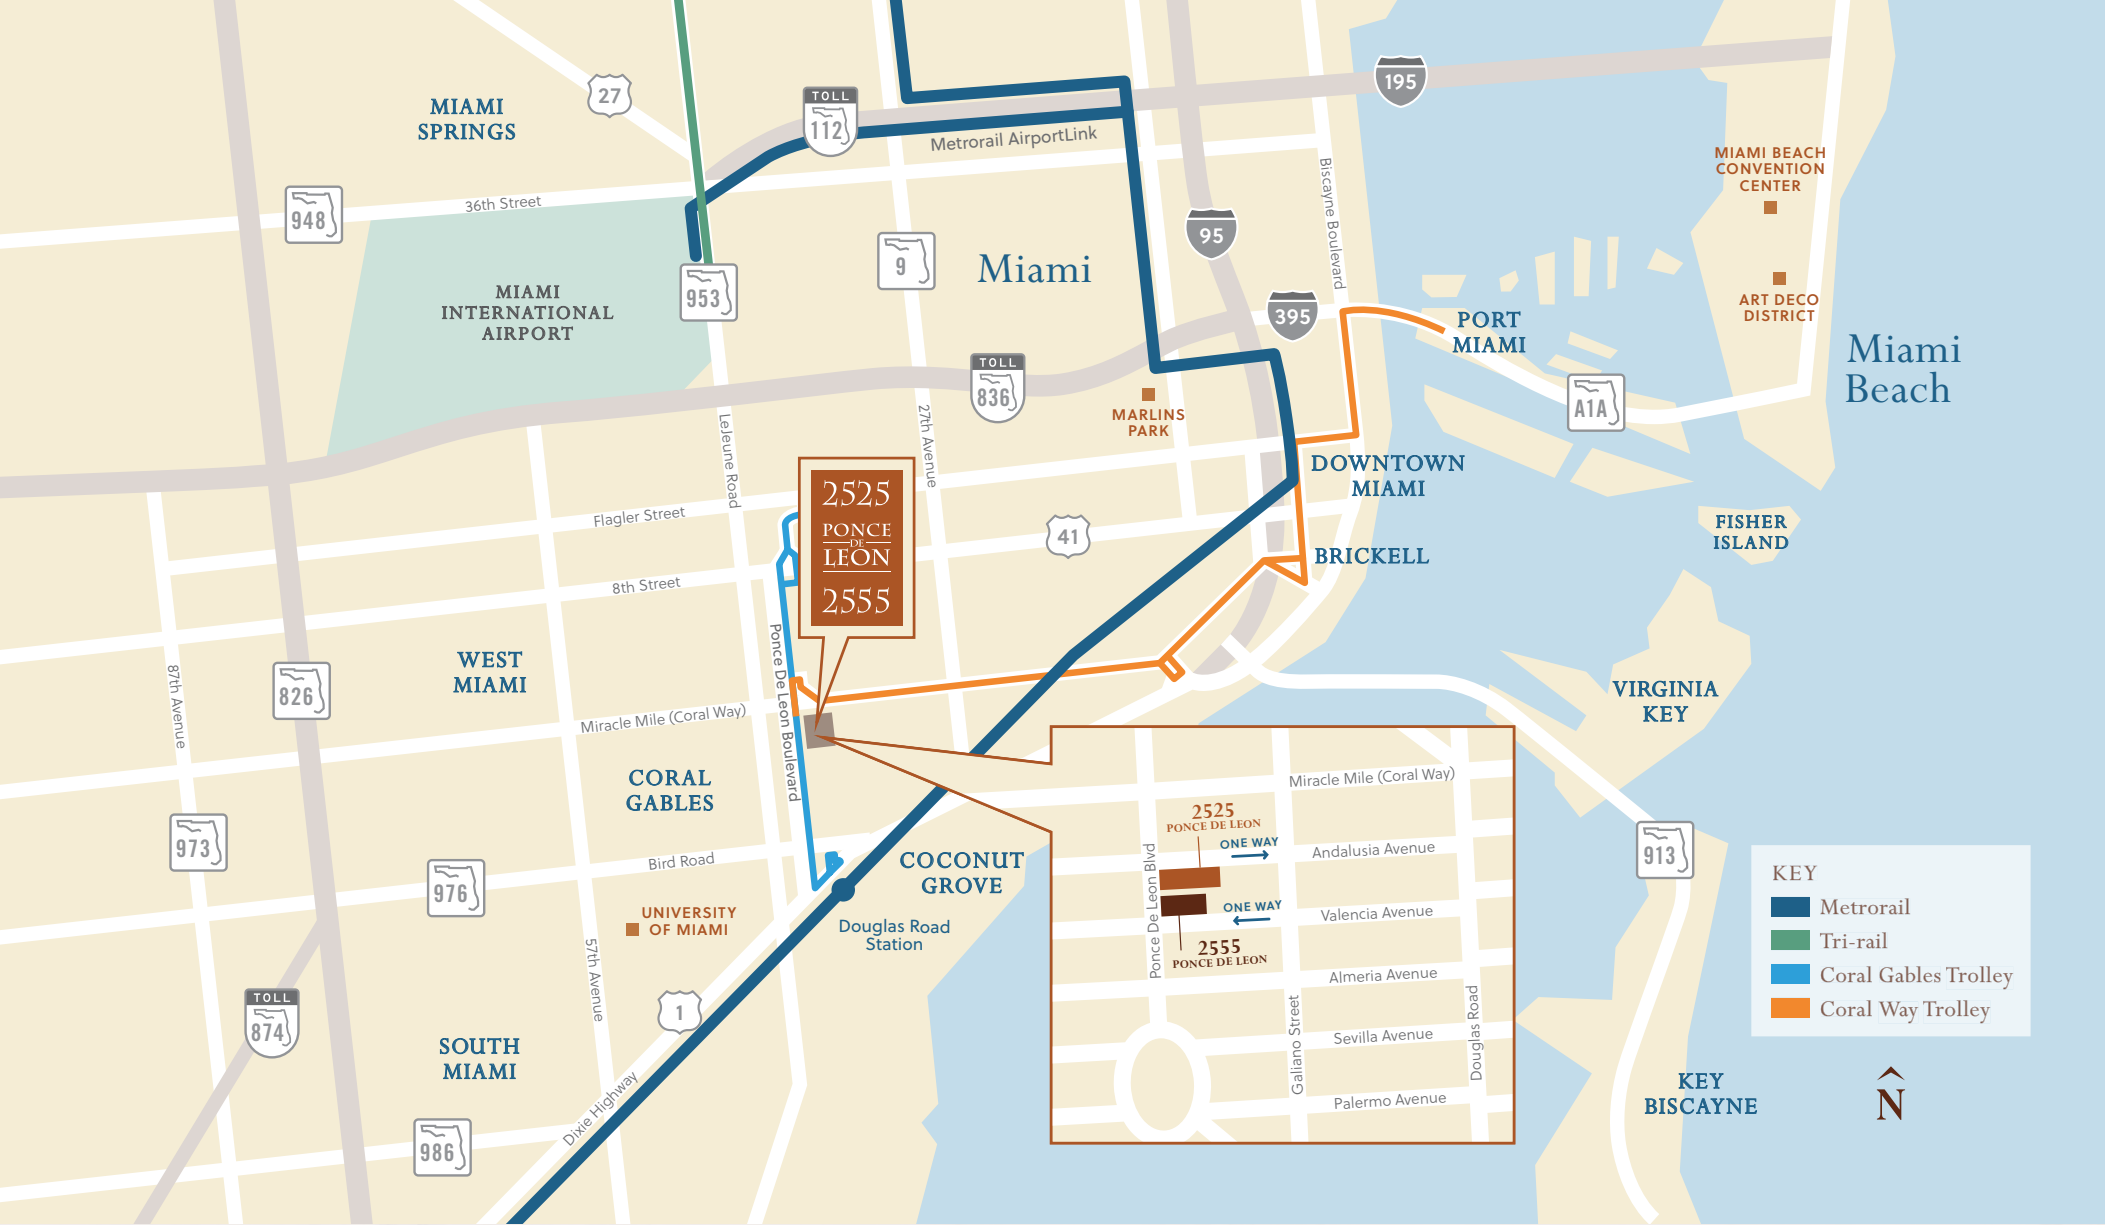 195
27
TOLL
112
MIAMI
SPRINGS
Metrorail AirportLink
MIAMI BEACH
CONVENTION
CENTER
Biscayne Boulevard
36th Street
948
95
9
Miami
953
MIAMI
INTERNATIONAL
AIRPORT
ART DECO
DISTRICT
395
PORT
MIAMI
Miami
Beach
TOLL
836
A1A
MARLINS
PARK
LeJeune Road
27th Avenue
DOWNTOWN
MIAMI
2525
PONCE
DE
LEON
2555
Flagler Street
41
FISHER
ISLAND
BRICKELL
8th Street
Ponce De Leon Boulevard
WEST
MIAMI
87th Avenue
826
VIRGINIA
KEY
Miracle Mile (Coral Way)
CORAL
GABLES
973
976
Bird Road
COCONUT
GROVE
UNIVERSITY
OF MIAMI
Douglas Road
Station
57th Avenue
TOLL
874
1
SOUTH
MIAMI
Dixie Highway
986
Miracle Mile (Coral Way)
2525
PONCE DE LEON
ONE WAY
Andalusia Avenue
Ponce De Leon Blvd
ONE WAY
Valencia Avenue
2555
PONCE DE LEON
Almeria Avenue
Galiano Street
Douglas Road
Sevilla Avenue
Palermo Avenue
913
KEY
Metrorail
Tri-rail
Coral Gables Trolley
Coral Way Trolley
KEY
BISCAYNE
N